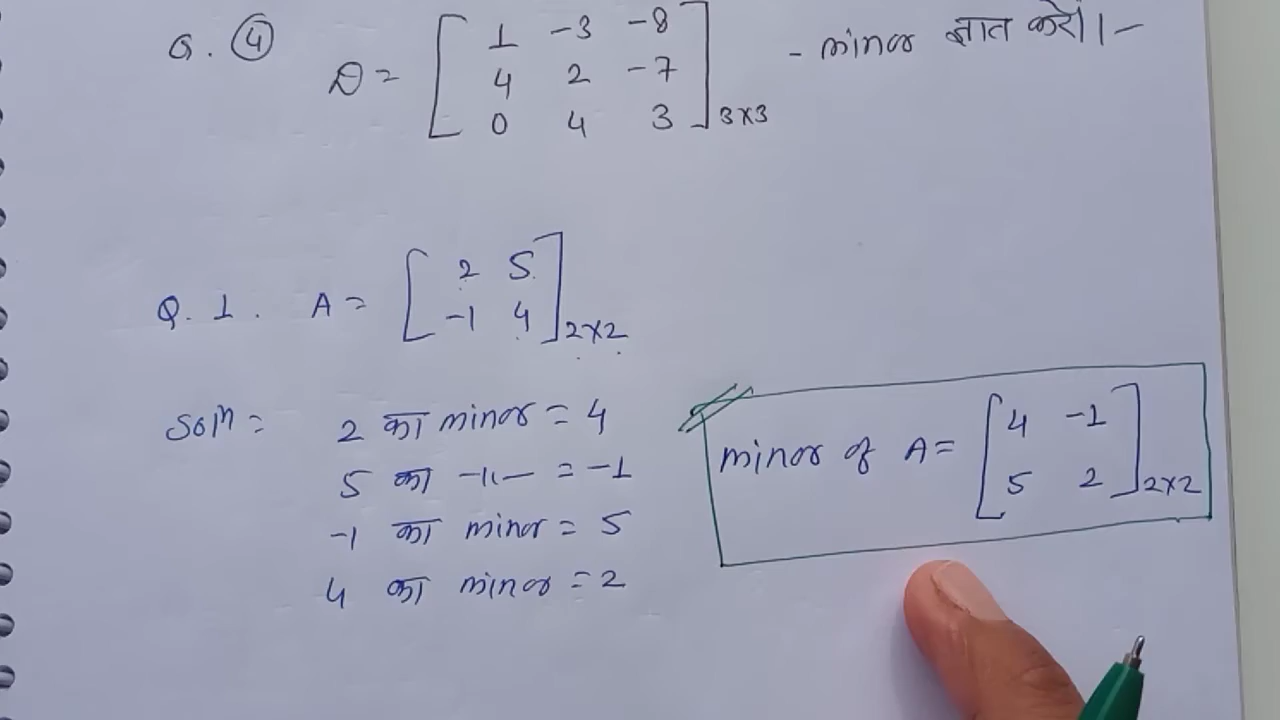 Q. ④ D = [ 1 -3 -8 - minor ज्ञात करो।-
4 2 -7
0 4 3 ]3x3
Q. 1. A = [ 2 5
-1 4 ]2x2
Soln = 2 का minor = 4
5 का -11- = -1
-1 का minor = 5
4 का minor = 2
minor of A = [ 4 -1
5 2 ]2x2